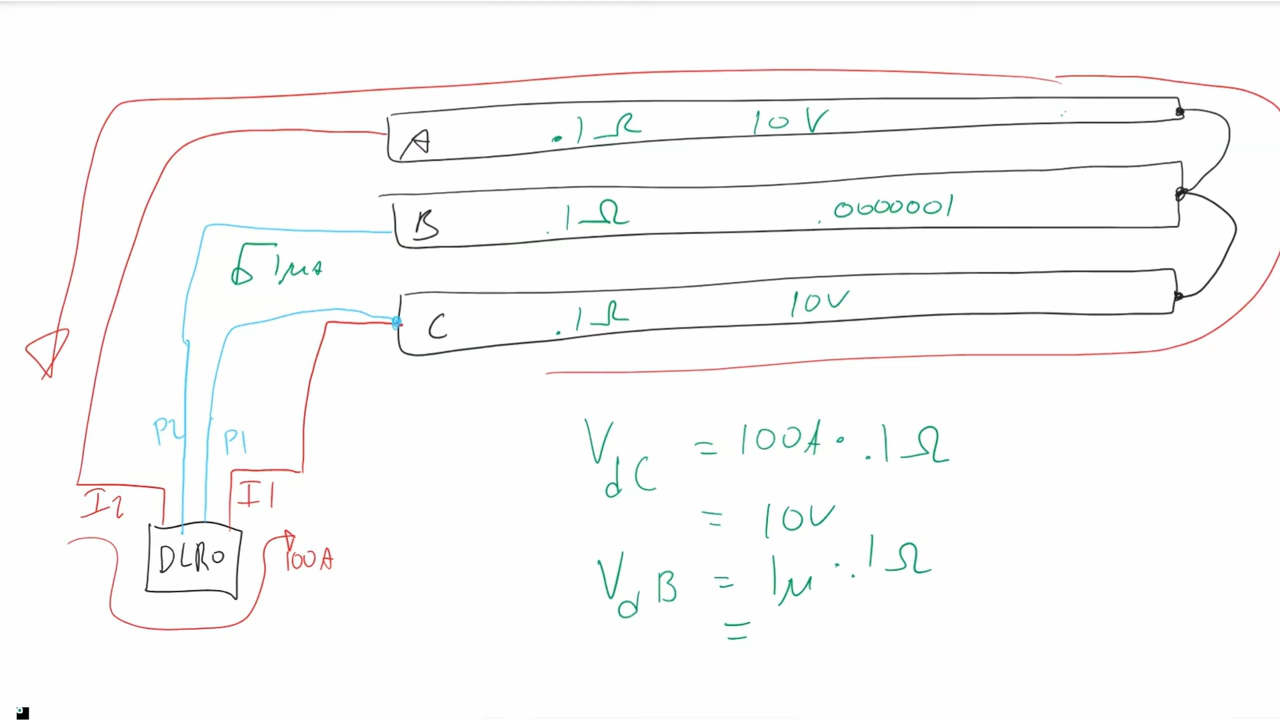 A .1Ω 10V
B .1Ω .0000001
1μA
C .1Ω 10V
P2 P1
I2 I1
DLRO 100A
VdC = 100A · .1Ω
= 10V
VdB = 1μ · .1Ω
=